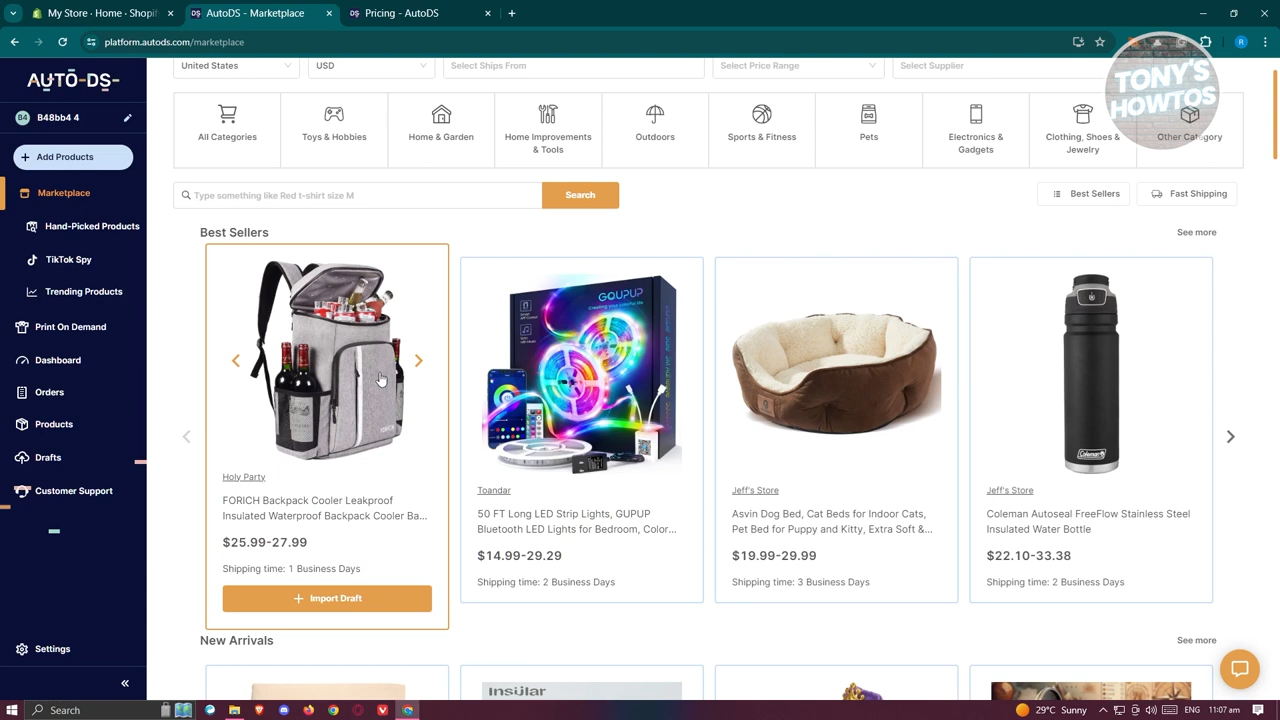 My Store · Home · Shopif
AutoDS - Marketplace
Pricing - AutoDS
platform.autods.com/marketplace
R
AUTO-DS
B4
B48bb4 4
Add Products
Marketplace
Hand-Picked Products
TikTok Spy
Trending Products
Print On Demand
Dashboard
Orders
Products
Drafts
Customer Support
Settings
United States
USD
Select Ships From
Select Price Range
Select Supplier
TONY'S
HOWTOS
All Categories
Toys & Hobbies
Home & Garden
Home Improvements
& Tools
Outdoors
Sports & Fitness
Pets
Electronics &
Gadgets
Clothing, Shoes &
Jewelry
Other Category
Type something like Red t-shirt size M
Search
Best Sellers
Fast Shipping
Best Sellers
See more
FORICH
Holy Party
FORICH Backpack Cooler Leakproof
Insulated Waterproof Backpack Cooler Ba...
$25.99-27.99
Shipping time: 1 Business Days
Import Draft
GOUPUP
Toandar
50 FT Long LED Strip Lights, GUPUP
Bluetooth LED Lights for Bedroom, Color...
$14.99-29.29
Shipping time: 2 Business Days
Jeff's Store
Asvin Dog Bed, Cat Beds for Indoor Cats,
Pet Bed for Puppy and Kitty, Extra Soft &...
$19.99-29.99
Shipping time: 3 Business Days
Coleman
Jeff's Store
Coleman Autoseal FreeFlow Stainless Steel
Insulated Water Bottle
$22.10-33.38
Shipping time: 2 Business Days
New Arrivals
See more
Insular
Search
29°C Sunny
11:07 am